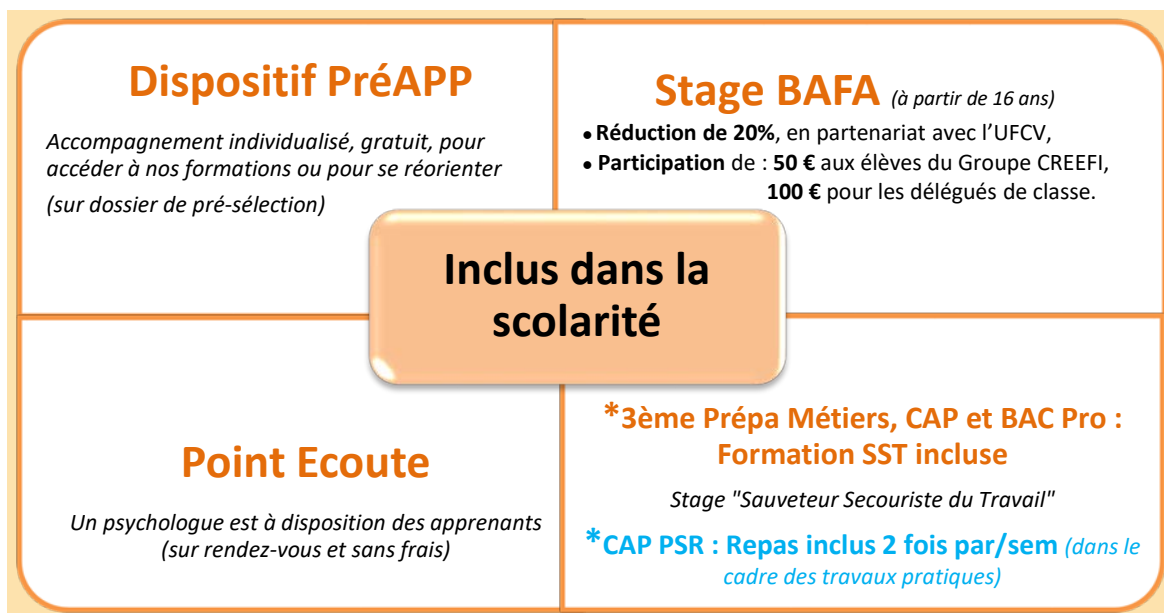 Dispositif PréAPP
Accompagnement individualisé, gratuit, pour
accéder à nos formations ou pour se réorienter
(sur dossier de pré-sélection)
Stage BAFA (à partir de 16 ans)
• Réduction de 20%, en partenariat avec l’UFCV,
• Participation de : 50 € aux élèves du Groupe CREEFI,
100 € pour les délégués de classe.
Inclus dans la
scolarité
Point Ecoute
Un psychologue est à disposition des apprenants
(sur rendez-vous et sans frais)
*3ème Prépa Métiers, CAP et BAC Pro :
Formation SST incluse
Stage "Sauveteur Secouriste du Travail"
*CAP PSR : Repas inclus 2 fois par/sem (dans le
cadre des travaux pratiques)